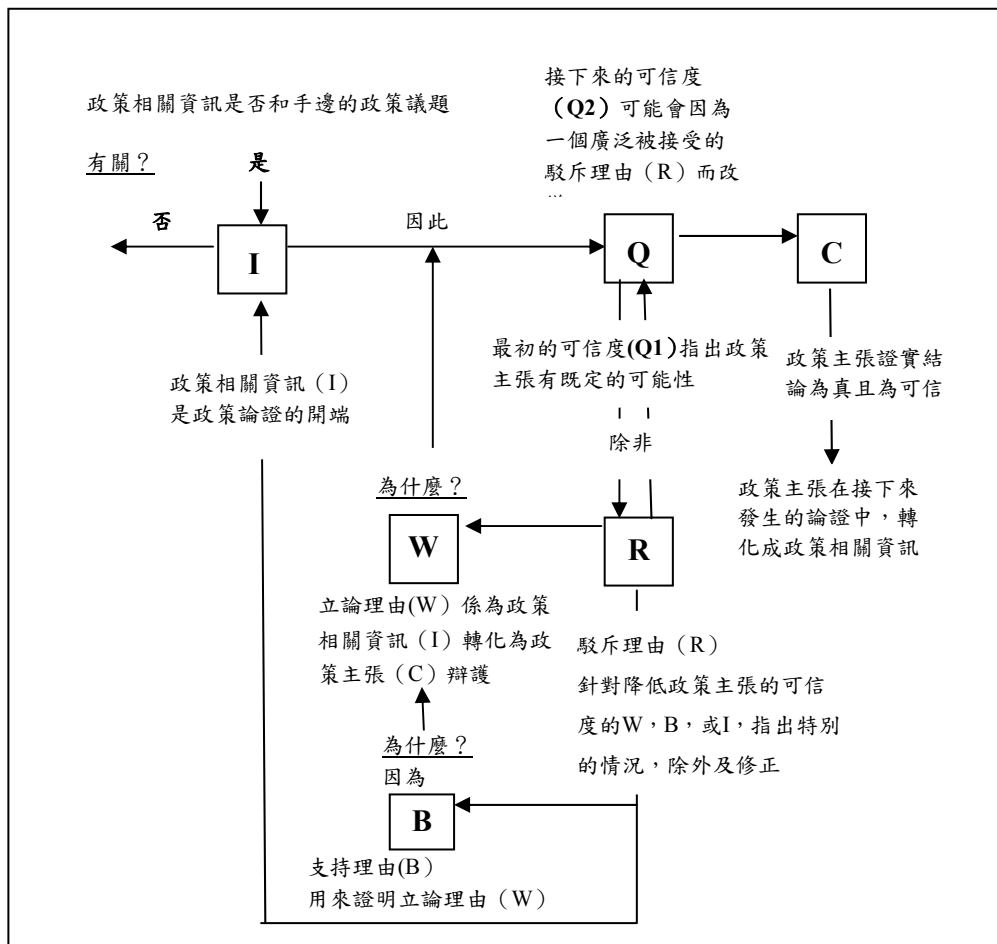 政策相關資訊是否和手邊的政策議題
有關？
是
否
I
因此
接下來的可信度
（Q2）可能會因為
一個廣泛被接受的
駁斥理由（R）而改
Q
C
最初的可信度(Q1)指出政策
主張有既定的可能性
除非
政策主張證實結
論為真且為可信
政策主張在接下來
發生的論證中，轉
化成政策相關資訊
政策相關資訊（I）
是政策論證的開端
為什麼？
W
R
立論理由(W）係為政策
相關資訊（I）轉化為政
策主張（C）辯護
駁斥理由（R）
針對降低政策主張的可信
度的W，B，或I，指出特別
的情況，除外及修正
為什麼？
因為
B
支持理由(B）
用來證明立論理由（W）